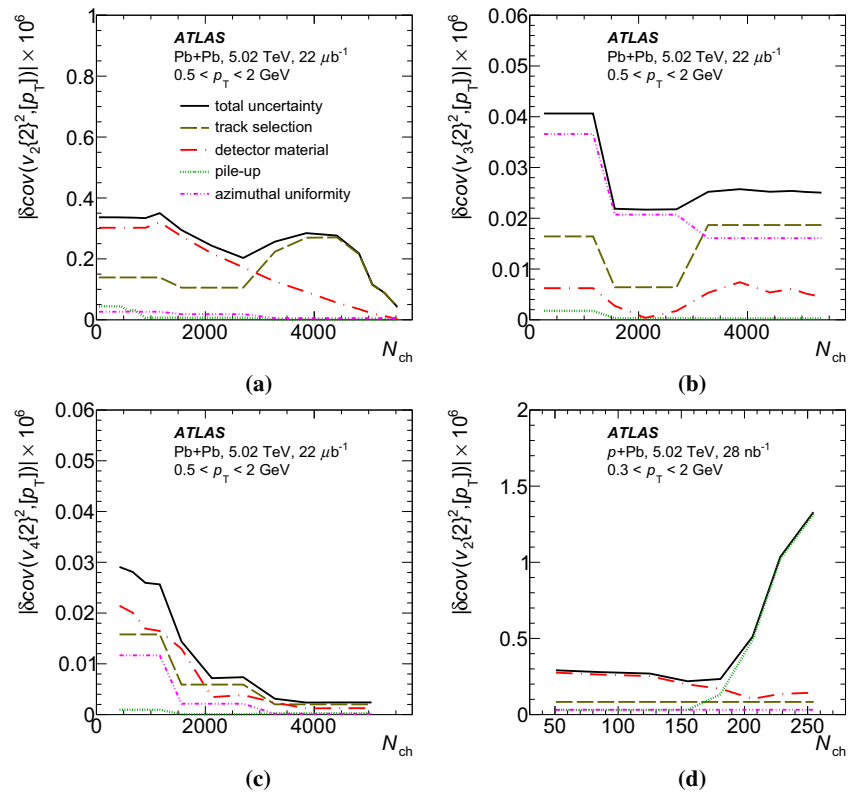 |δcov(v₂{2}²,[p_T])| × 10⁶
ATLAS
Pb+Pb, 5.02 TeV, 22 μb⁻¹
0.5 < p_T < 2 GeV
total uncertainty
track selection
detector material
pile-up
azimuthal uniformity
1
0.8
0.6
0.4
0.2
0
0 2000 4000
N_ch
(a)
|δcov(v₃{2}²,[p_T])| × 10⁶
ATLAS
Pb+Pb, 5.02 TeV, 22 μb⁻¹
0.5 < p_T < 2 GeV
0.06
0.05
0.04
0.03
0.02
0.01
0
0 2000 4000
N_ch
(b)
|δcov(v₄{2}²,[p_T])| × 10⁶
ATLAS
Pb+Pb, 5.02 TeV, 22 μb⁻¹
0.5 < p_T < 2 GeV
0.06
0.05
0.04
0.03
0.02
0.01
0
0 2000 4000
N_ch
(c)
|δcov(v₂{2}²,[p_T])| × 10⁶
ATLAS
p+Pb, 5.02 TeV, 28 nb⁻¹
0.3 < p_T < 2 GeV
2
1.5
1
0.5
0
50 100 150 200 250
N_ch
(d)